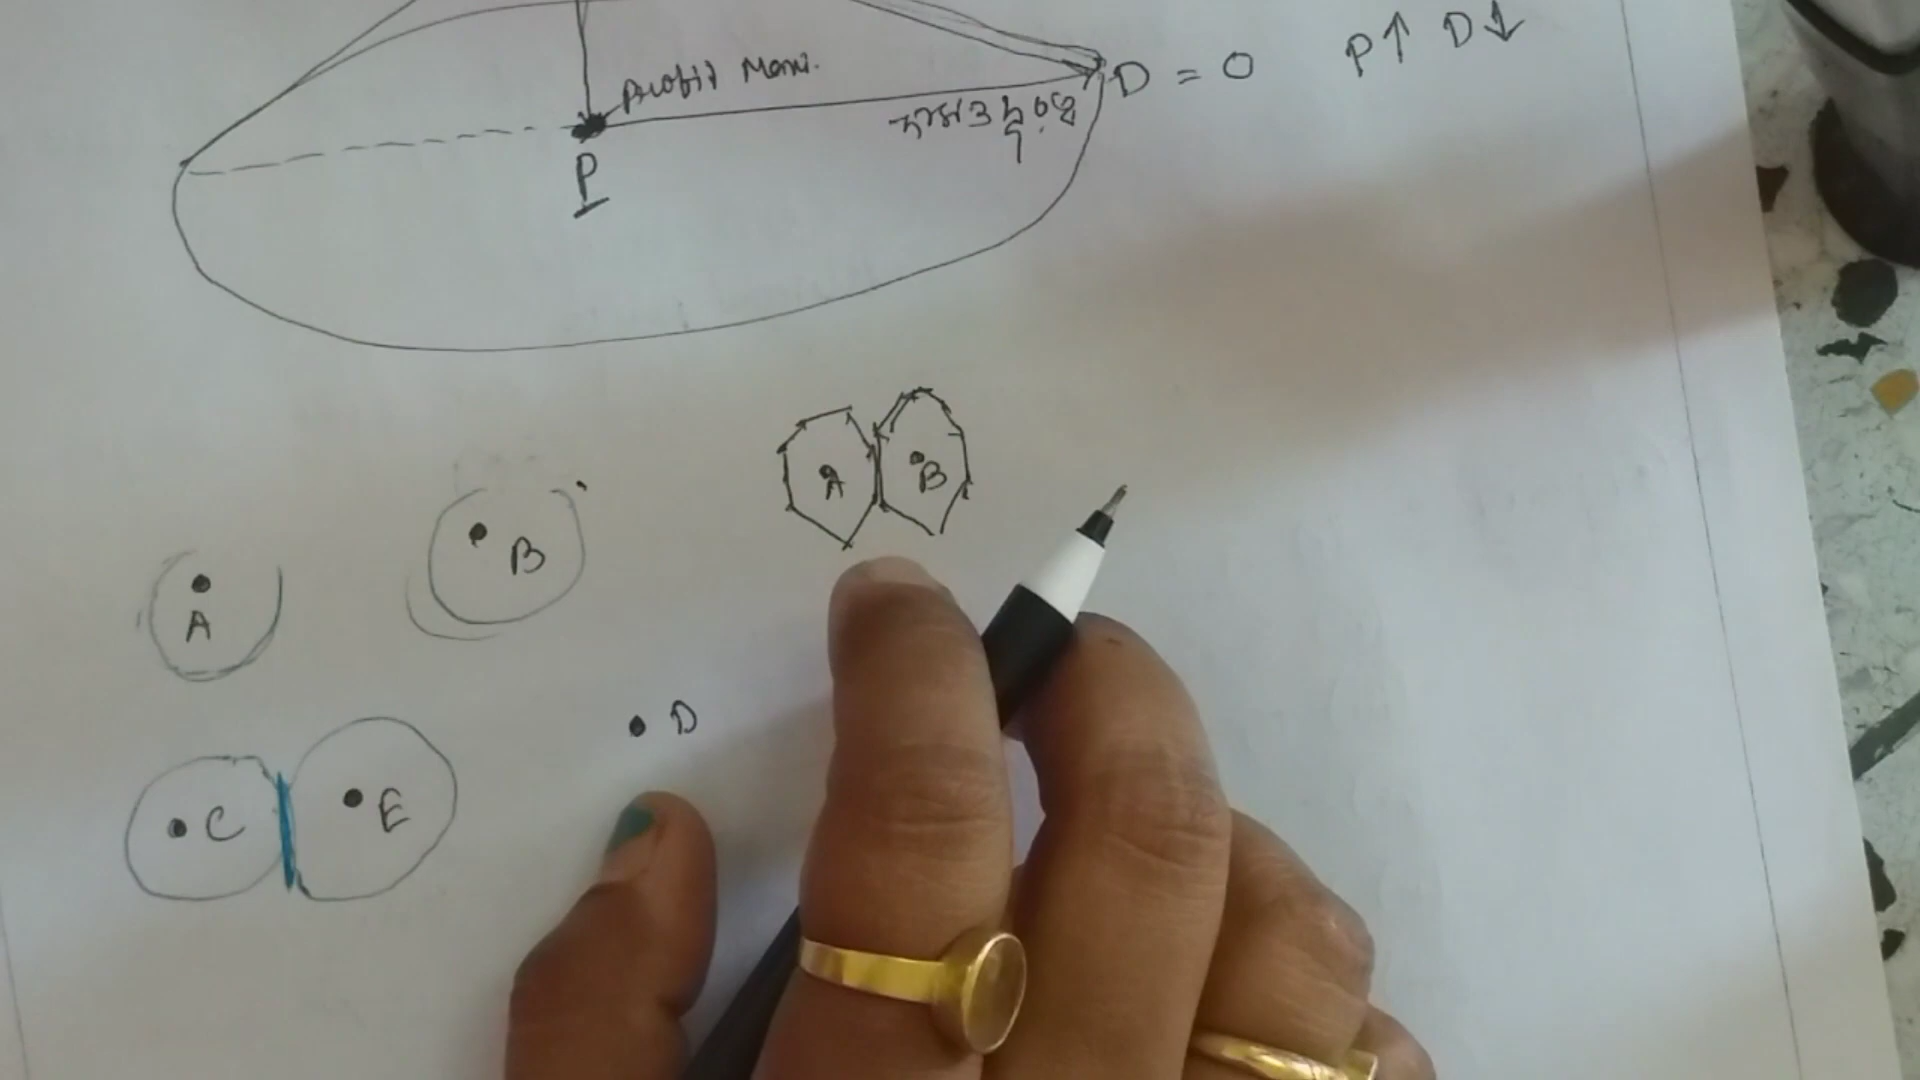 Profit Maxi.
D = 0 P↑ D↓
P
A B
B
A
D
C E